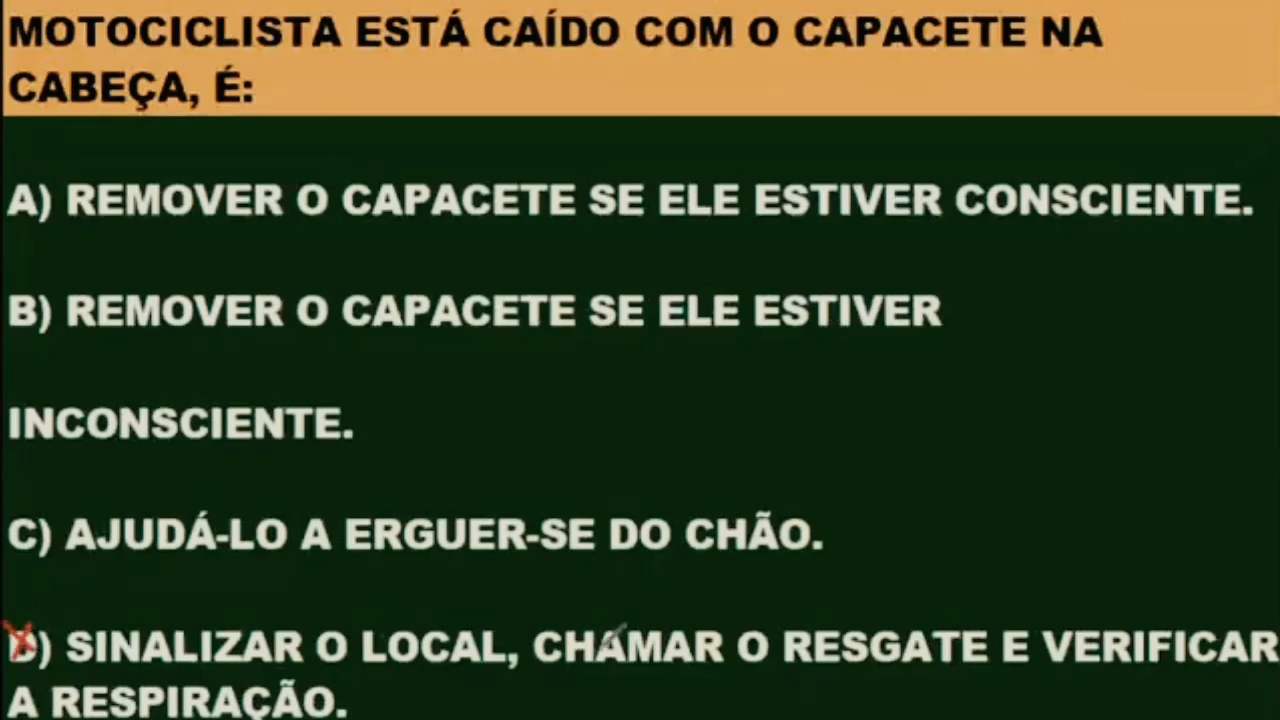 MOTOCICLISTA ESTÁ CAÍDO COM O CAPACETE NA
CABEÇA, É:
A) REMOVER O CAPACETE SE ELE ESTIVER CONSCIENTE.
B) REMOVER O CAPACETE SE ELE ESTIVER
INCONSCIENTE.
C) AJUDÁ-LO A ERGUER-SE DO CHÃO.
D) SINALIZAR O LOCAL, CHAMAR O RESGATE E VERIFICAR
A RESPIRAÇÃO.